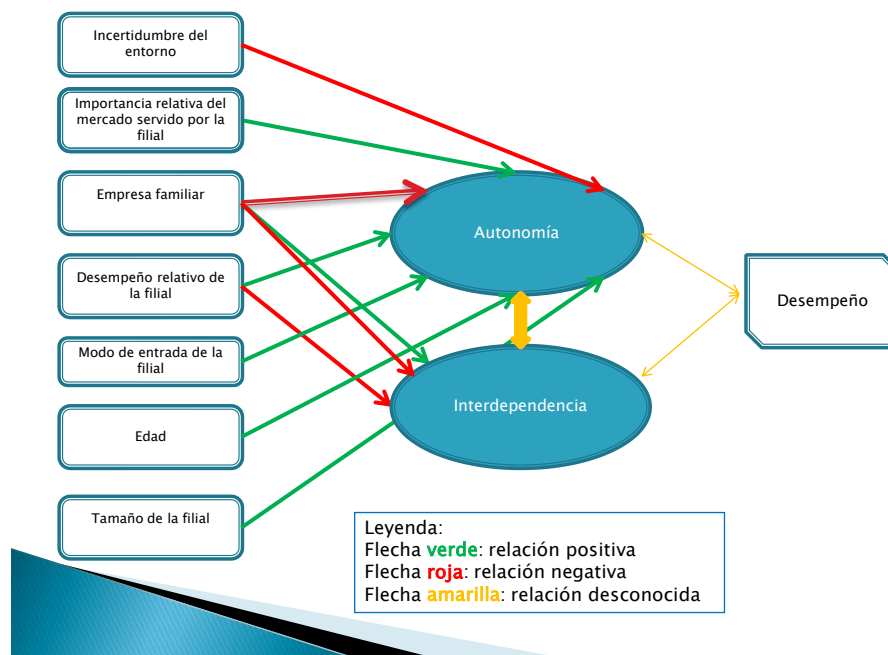 Incertidumbre del
entorno
Importancia relativa del
mercado servido por la
filial
Empresa familiar
Autonomía
Desempeño relativo de
la filial
Desempeño
Modo de entrada de la
filial
Interdependencia
Edad
Tamaño de la filial
Leyenda:
Flecha verde: relación positiva
Flecha roja: relación negativa
Flecha amarilla: relación desconocida